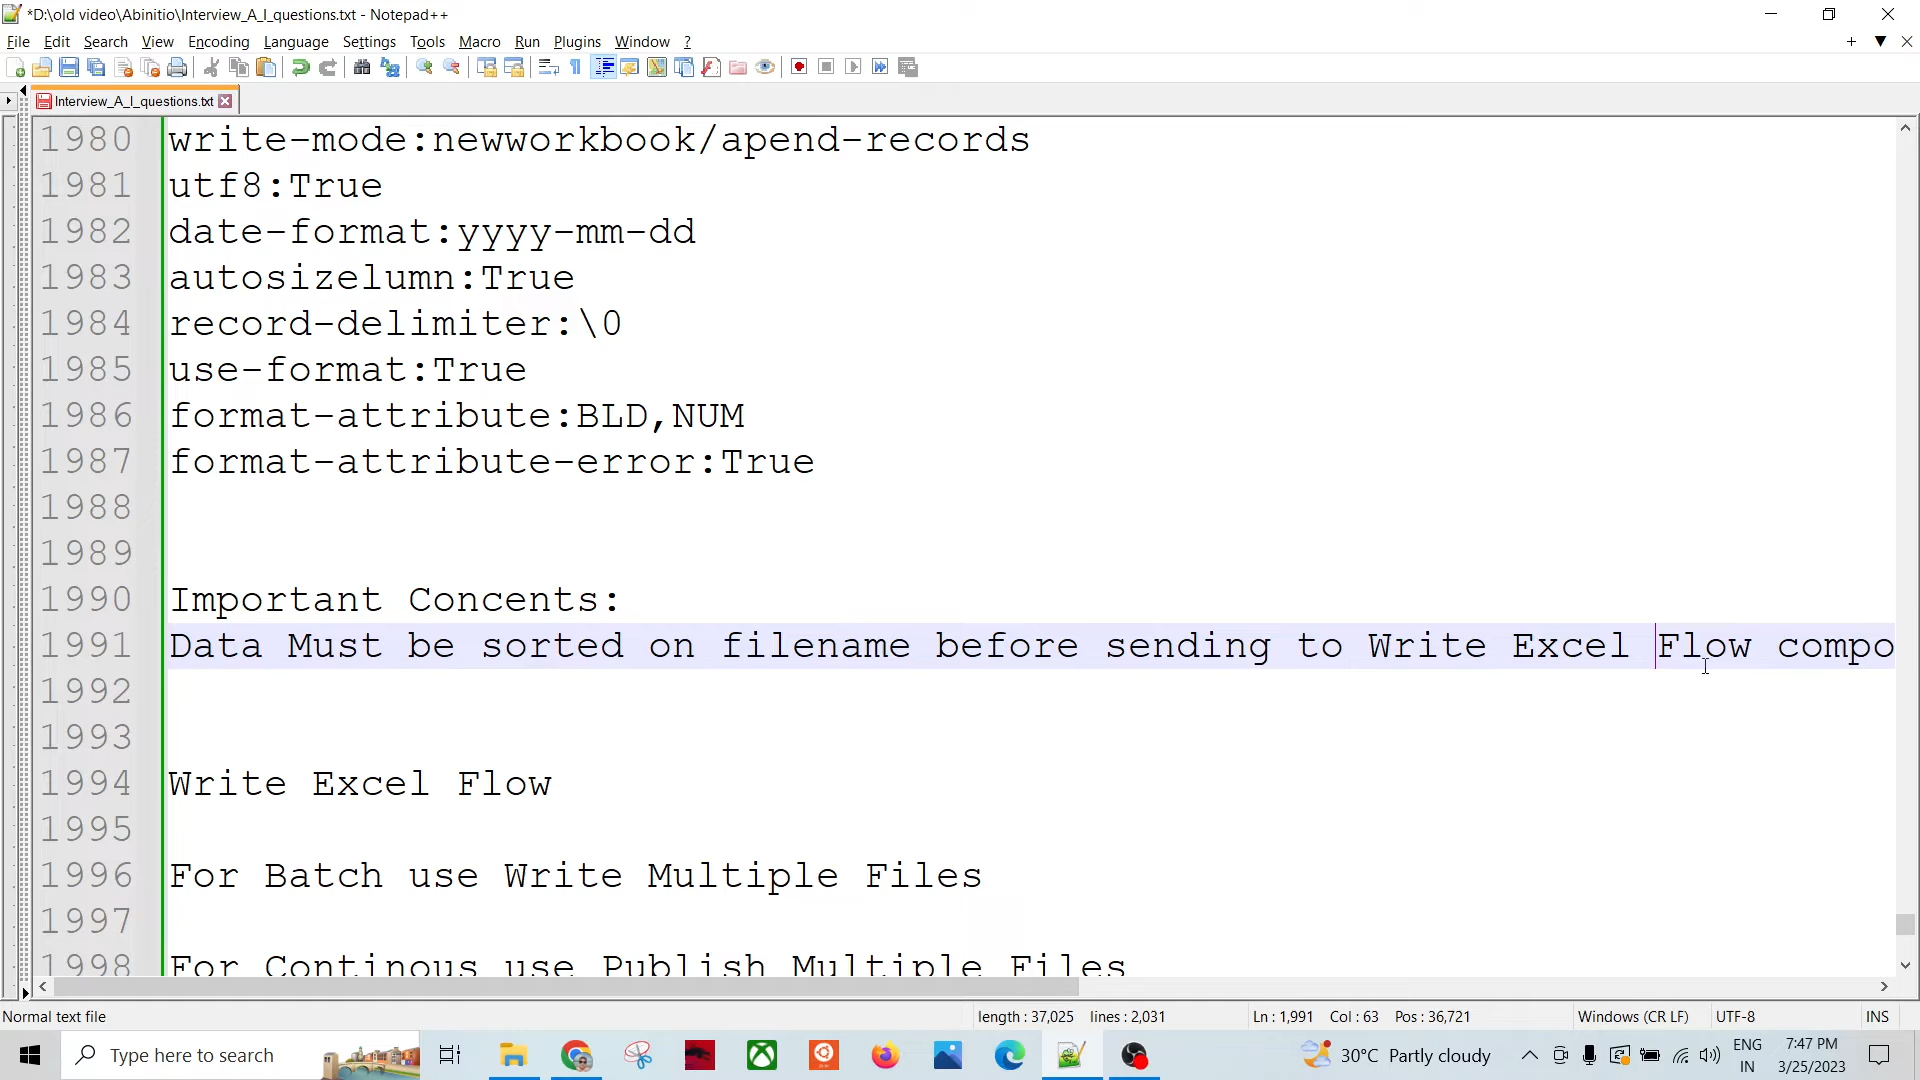 *D:\old video\Abinitio\Interview_A_I_questions.txt - Notepad++
File Edit Search View Encoding Language Settings Tools Macro Run Plugins Window ?
Interview_A_I_questions.txt
1980 write-mode:newworkbook/apend-records
1981 utf8:True
1982 date-format:yyyy-mm-dd
1983 autosizelumn:True
1984 record-delimiter:\0
1985 use-format:True
1986 format-attribute:BLD,NUM
1987 format-attribute-error:True
1988
1989
1990 Important Concents:
1991 Data Must be sorted on filename before sending to Write Excel Flow compo
1992
1993
1994 Write Excel Flow
1995
1996 For Batch use Write Multiple Files
1997
1998 For Continous use Publish Multiple Files
Normal text file length : 37,025 lines : 2,031 Ln : 1,991 Col : 63 Pos : 36,721 Windows (CR LF) UTF-8 INS
Type here to search 30°C Partly cloudy ENG IN 7:47 PM 3/25/2023